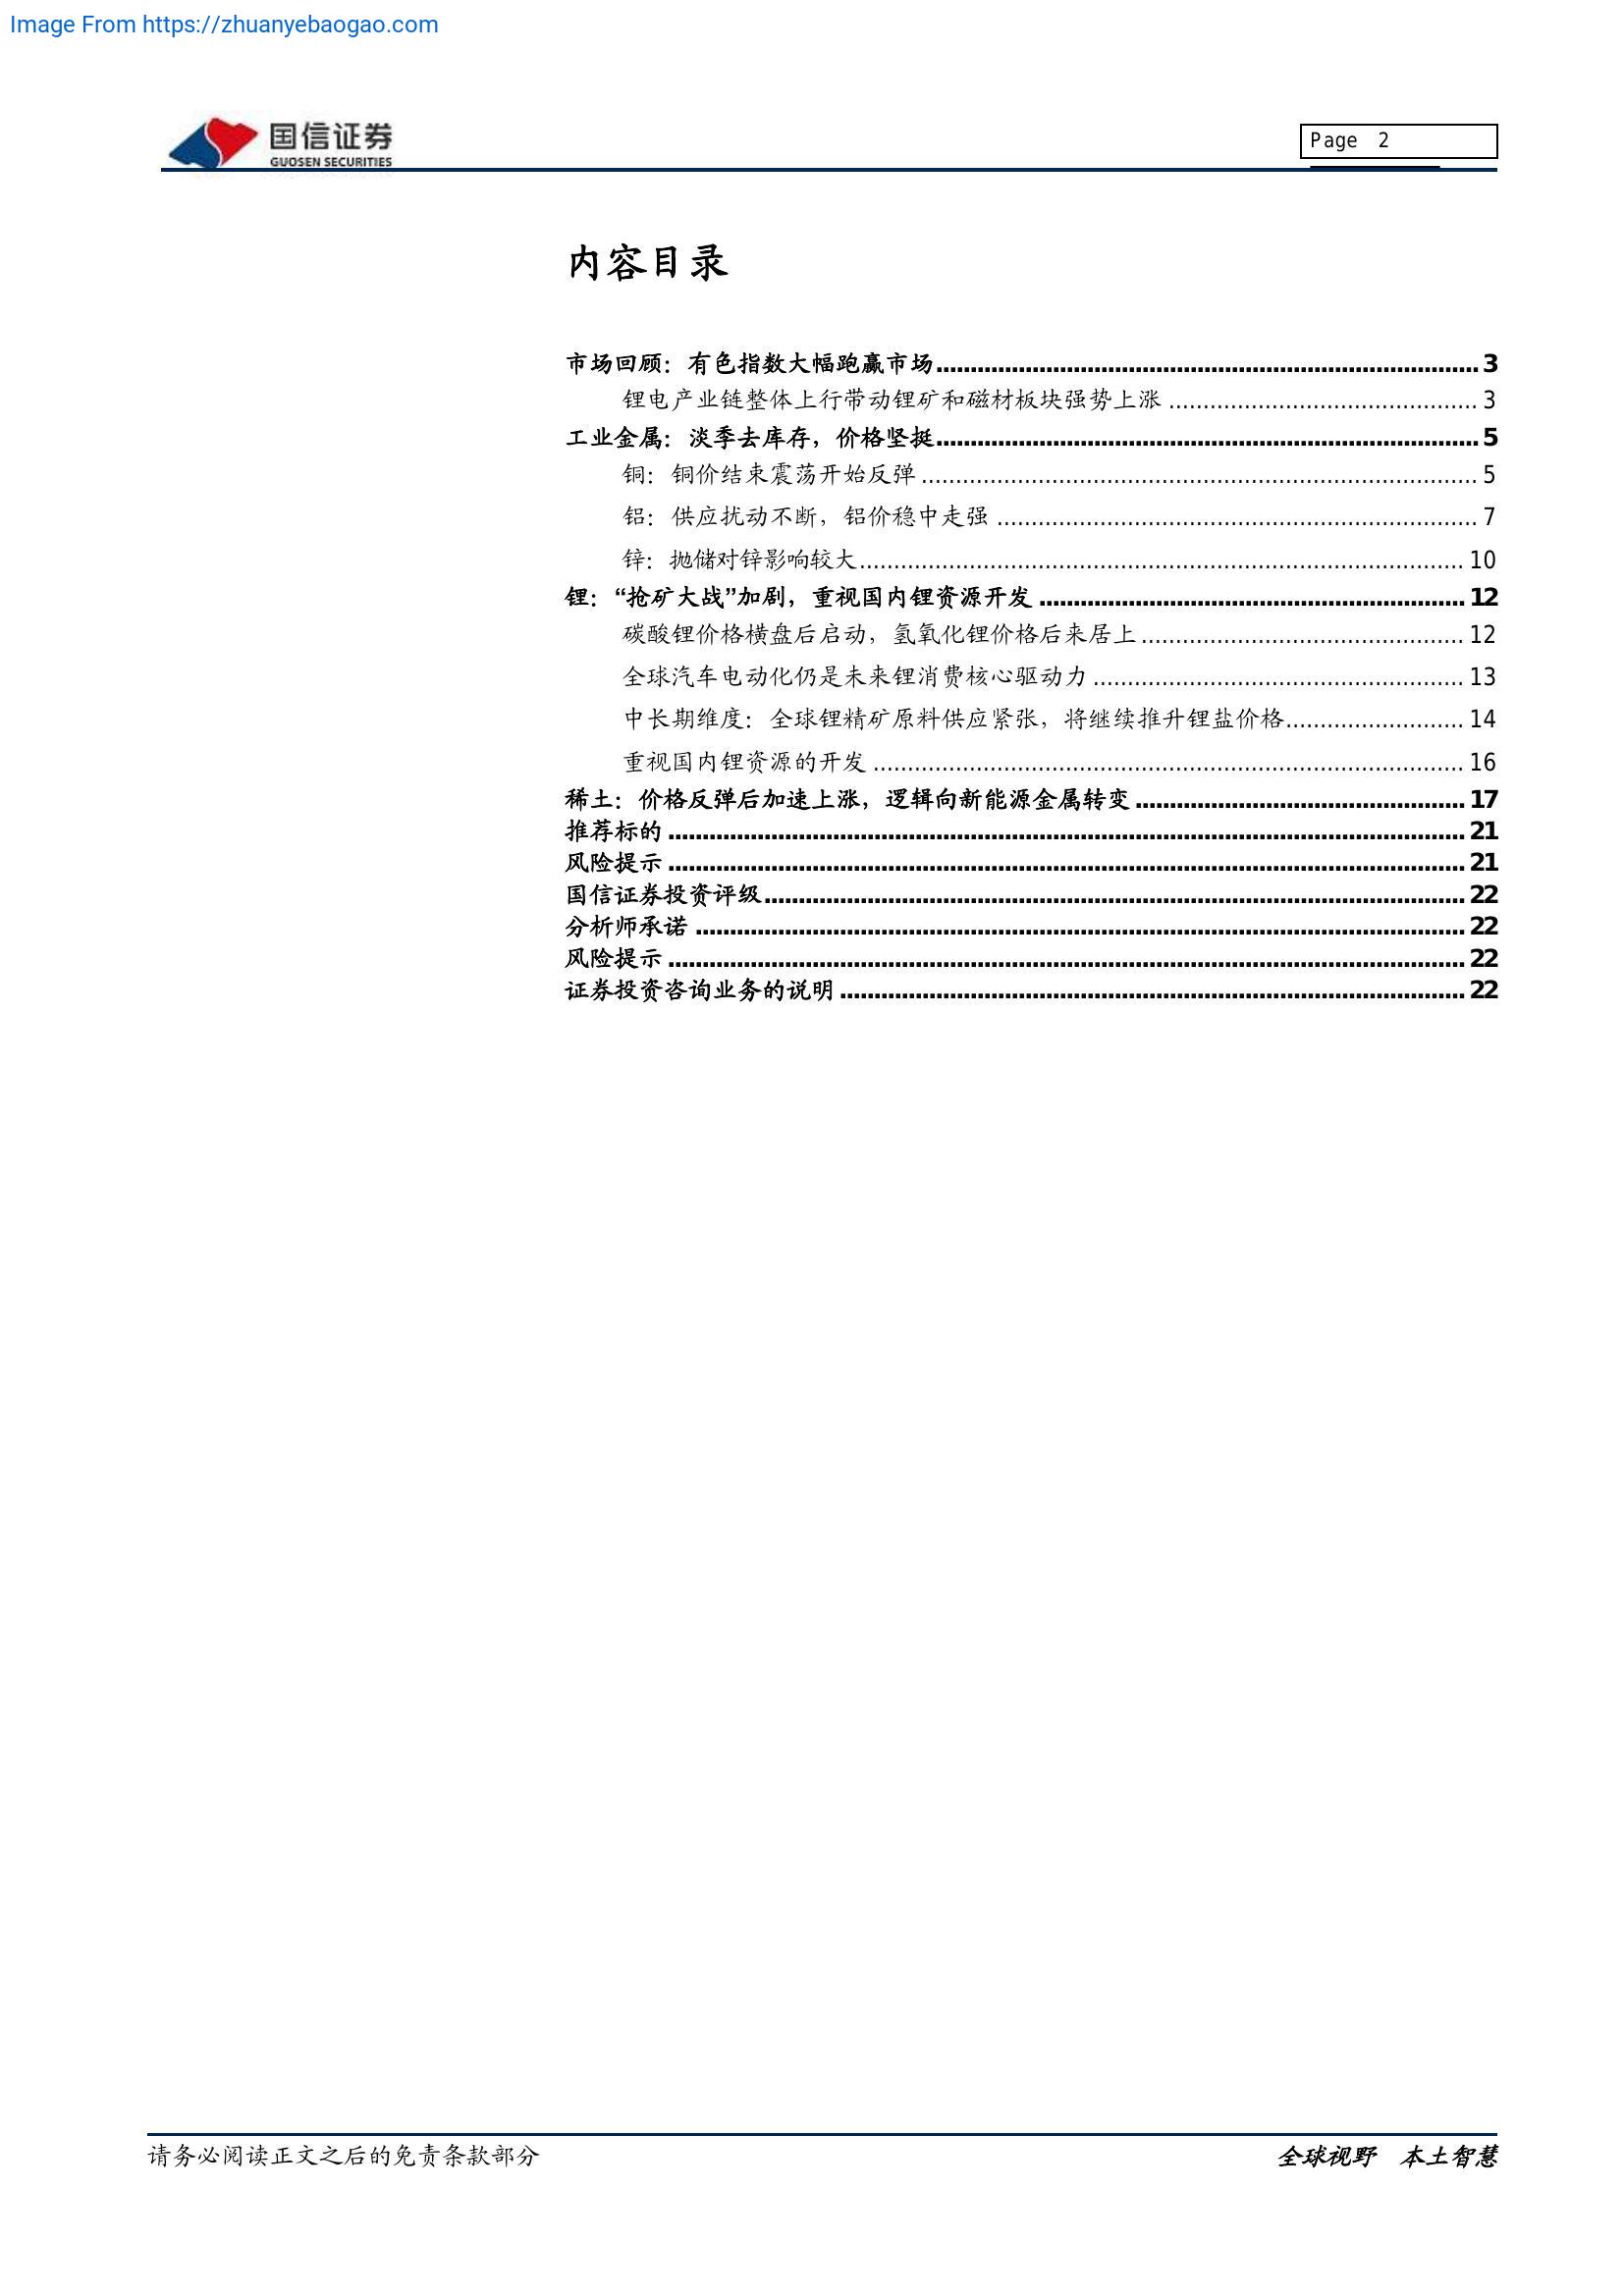 Image From https://zhuanyebaogao.com
国信证券
GUOSEN SECURITIES
Page 2
内容目录
市场回顾：有色指数大幅跑赢市场 3
锂电产业链整体上行带动锂矿和磁材板块强势上涨 3
工业金属：淡季去库存，价格坚挺 5
铜：铜价结束震荡开始反弹 5
铝：供应扰动不断，铝价稳中走强 7
锌：抛储对锌影响较大 10
锂：“抢矿大战”加剧，重视国内锂资源开发 12
碳酸锂价格横盘后启动，氢氧化锂价格后来居上 12
全球汽车电动化仍是未来锂消费核心驱动力 13
中长期维度：全球锂精矿原料供应紧张，将继续推升锂盐价格 14
重视国内锂资源的开发 16
稀土：价格反弹后加速上涨，逻辑向新能源金属转变 17
推荐标的 21
风险提示 21
国信证券投资评级 22
分析师承诺 22
风险提示 22
证券投资咨询业务的说明 22
请务必阅读正文之后的免责条款部分
全球视野 本土智慧